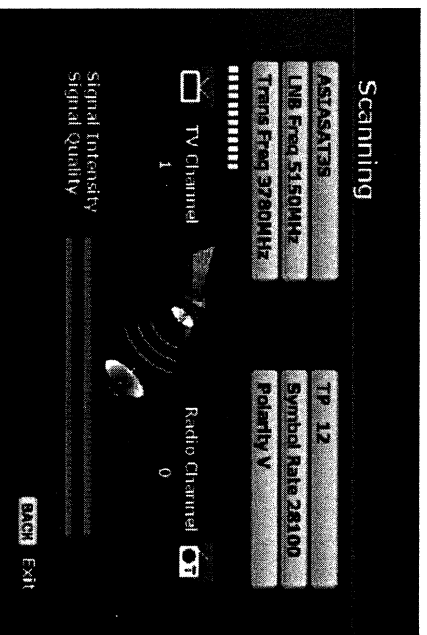 Scanning
ASIASAT3S
TP 12
LNB Freq 5150MHz
Symbol Rate 28100
Trans Freq 3780MHz
Polarity V
TV Channel
1
Radio Channel
0
Signal Intensity
Signal Quality
BACK Exit